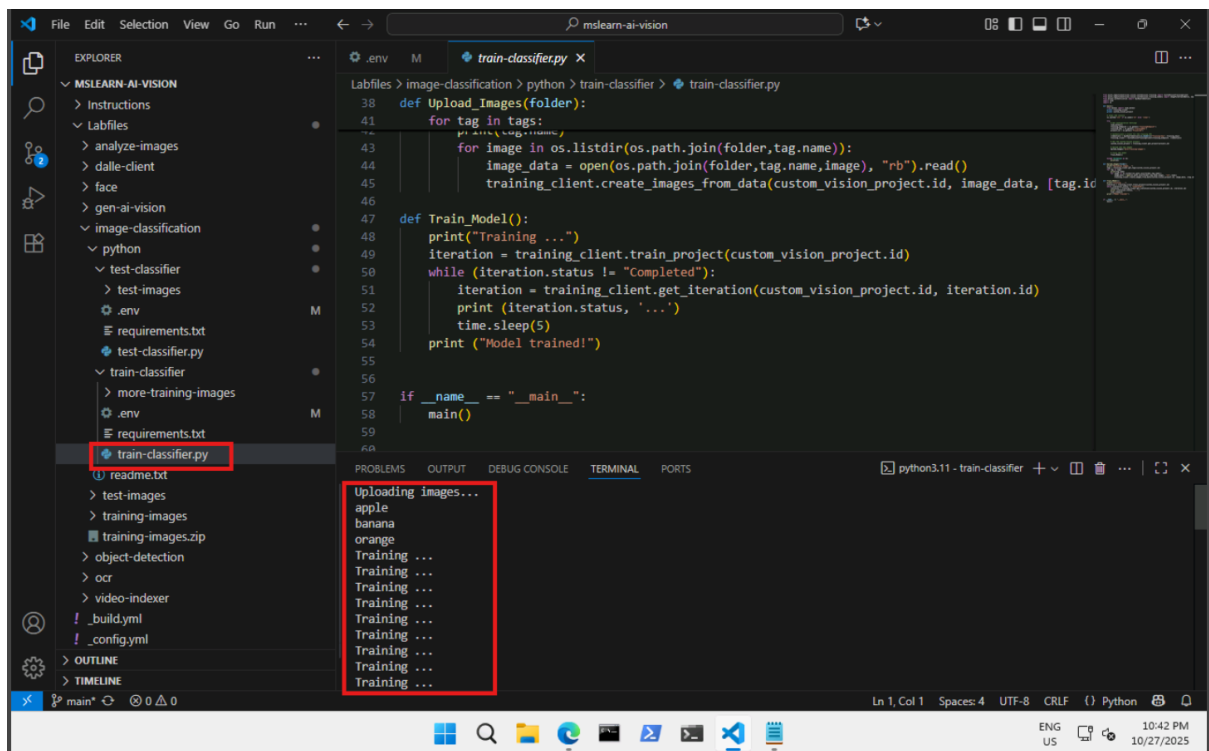 File Edit Selection View Go Run ··· mslearn-ai-vision
EXPLORER ···
MSLEARN-AI-VISION
Instructions
Labfiles
analyze-images
dalle-client
face
gen-ai-vision
image-classification
python
test-classifier
test-images
.env M
requirements.txt
test-classifier.py
train-classifier
more-training-images
.env M
requirements.txt
train-classifier.py
readme.txt
test-images
training-images
training-images.zip
object-detection
ocr
video-indexer
_build.yml
_config.yml
OUTLINE
TIMELINE
2
.env M train-classifier.py
Labfiles > image-classification > python > train-classifier > train-classifier.py
38 def Upload_Images(folder):
41 for tag in tags:
42 print(tag.name)
43 for image in os.listdir(os.path.join(folder,tag.name)):
44 image_data = open(os.path.join(folder,tag.name,image), "rb").read()
45 training_client.create_images_from_data(custom_vision_project.id, image_data, [tag.id
46
47 def Train_Model():
48 print("Training ...")
49 iteration = training_client.train_project(custom_vision_project.id)
50 while (iteration.status != "Completed"):
51 iteration = training_client.get_iteration(custom_vision_project.id, iteration.id)
52 print (iteration.status, '...')
53 time.sleep(5)
54 print ("Model trained!")
55
56
57 if __name__ == "__main__":
58 main()
59
60
PROBLEMS OUTPUT DEBUG CONSOLE TERMINAL PORTS python3.11 - train-classifier
Uploading images...
apple
banana
orange
Training ...
Training ...
Training ...
Training ...
Training ...
Training ...
Training ...
Training ...
Training ...
main* 0 0 Ln 1, Col 1 Spaces: 4 UTF-8 CRLF {} Python
ENG
US
10:42 PM
10/27/2025